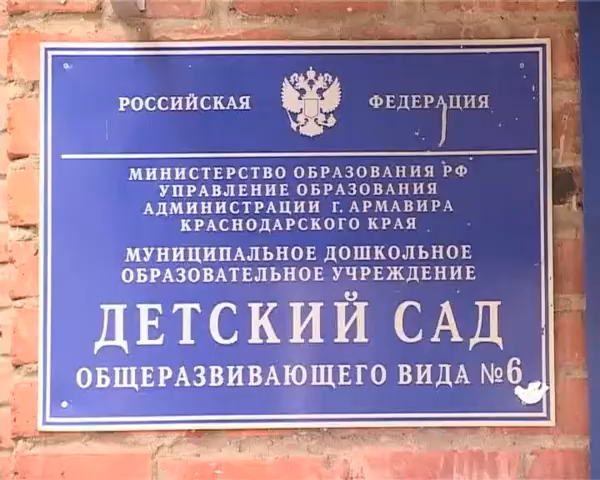 РОССИЙСКАЯ ФЕДЕРАЦИЯ
МИНИСТЕРСТВО ОБРАЗОВАНИЯ РФ
УПРАВЛЕНИЕ ОБРАЗОВАНИЯ
АДМИНИСТРАЦИИ г. АРМАВИРА
КРАСНОДАРСКОГО КРАЯ
МУНИЦИПАЛЬНОЕ ДОШКОЛЬНОЕ
ОБРАЗОВАТЕЛЬНОЕ УЧРЕЖДЕНИЕ
ДЕТСКИЙ САД
ОБЩЕРАЗВИВАЮЩЕГО ВИДА №6